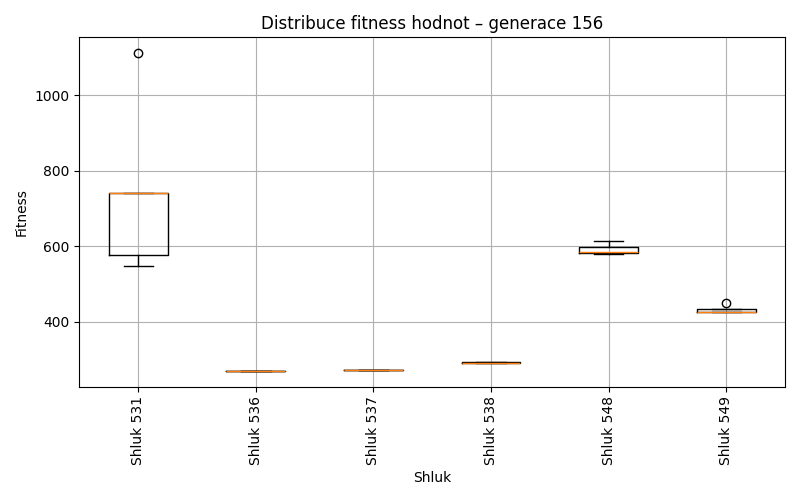 Distribuce fitness hodnot – generace 156
Fitness
1000
800
600
400
Shluk 531
Shluk 536
Shluk 537
Shluk 538
Shluk 548
Shluk 549
Shluk